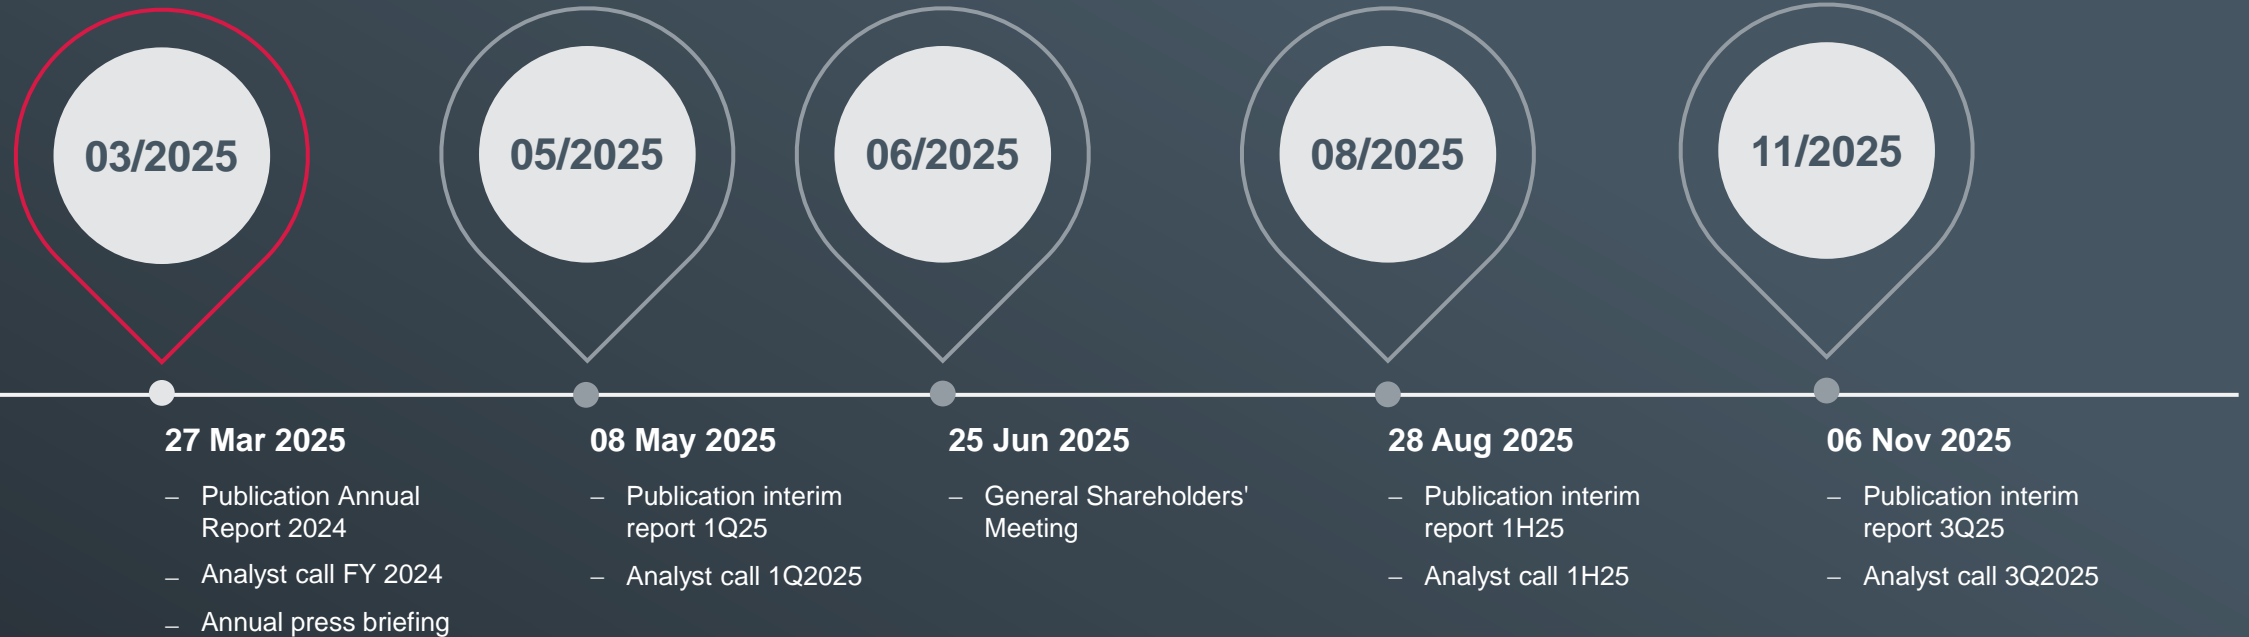 03/2025
05/2025
06/2025
08/2025
11/2025
27 Mar 2025
– Publication Annual
Report 2024
– Analyst call FY 2024
– Annual press briefing
08 May 2025
– Publication interim
report 1Q25
– Analyst call 1Q2025
25 Jun 2025
– General Shareholders'
Meeting
28 Aug 2025
– Publication interim
report 1H25
– Analyst call 1H25
06 Nov 2025
– Publication interim
report 3Q25
– Analyst call 3Q2025